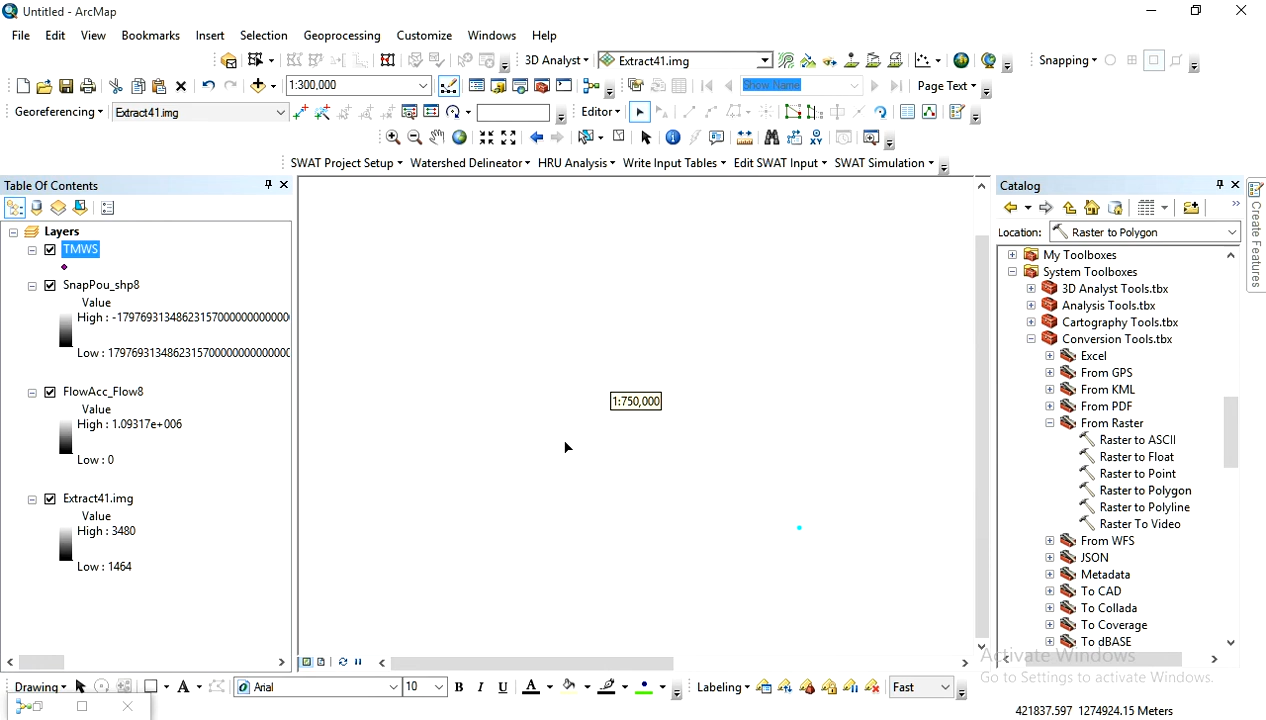 Untitled - ArcMap
File Edit View Bookmarks Insert Selection Geoprocessing Customize Windows Help
3D Analyst Extract41.img Snapping
1:300,000 Show Name Page Text
Georeferencing Extract41.img Editor
SWAT Project Setup Watershed Delineator HRU Analysis Write Input Tables Edit SWAT Input SWAT Simulation
Table Of Contents
Layers
TMWS
SnapPou_shp8
Value
High : -1797693134862315700000000000
Low : 1797693134862315700000000000
FlowAcc_Flow8
Value
High : 1.09317e+006
Low : 0
Extract41.img
Value
High : 3480
Low : 1464
1:750,000
Catalog
Location: Raster to Polygon
My Toolboxes
System Toolboxes
3D Analyst Tools.tbx
Analysis Tools.tbx
Cartography Tools.tbx
Conversion Tools.tbx
Excel
From GPS
From KML
From PDF
From Raster
Raster to ASCII
Raster to Float
Raster to Point
Raster to Polygon
Raster to Polyline
Raster To Video
From WFS
JSON
Metadata
To CAD
To Collada
To Coverage
To dBASE
Create Features
Activate Windows
Go to Settings to activate Windows.
Drawing A Arial 10 B I U A Labeling Fast
421837.597 1274924.15 Meters